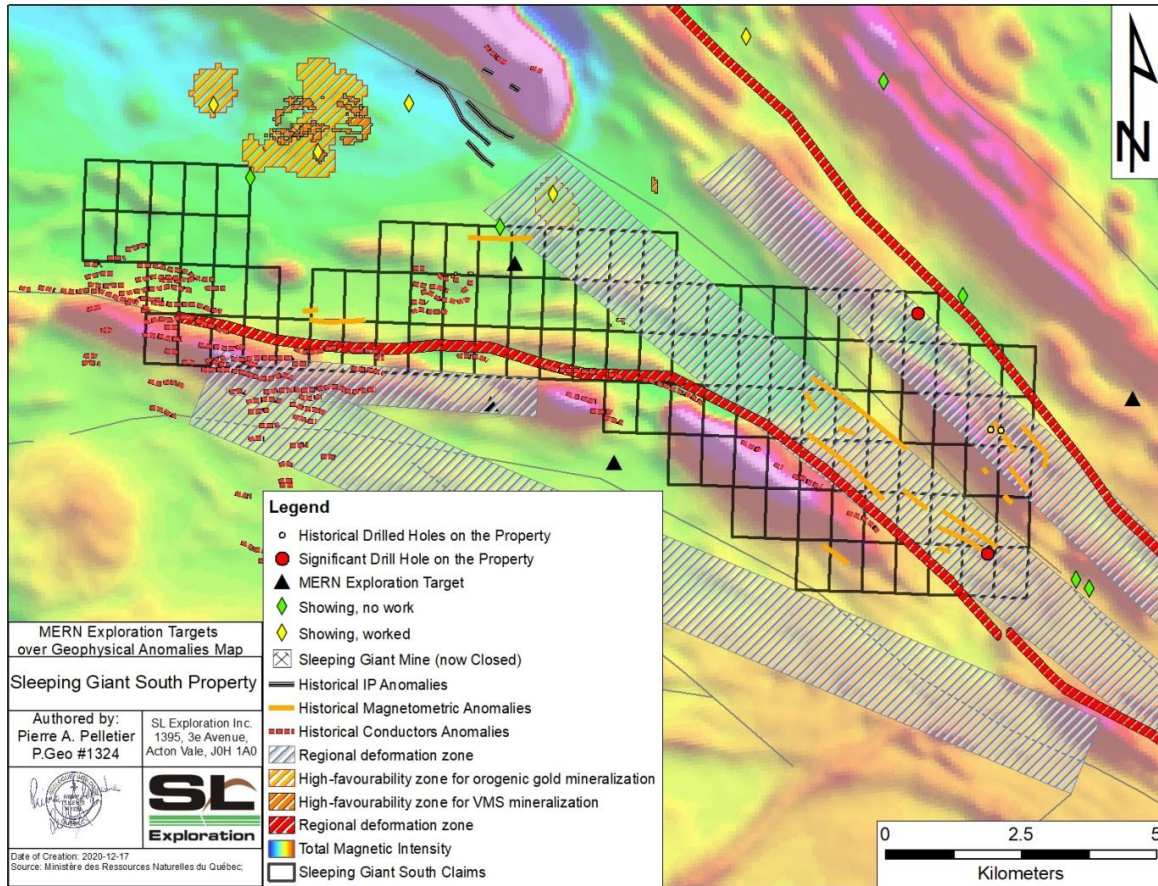 N
Legend
Historical Drilled Holes on the Property
Significant Drill Hole on the Property
MERN Exploration Target
Showing, no work
Showing, worked
Sleeping Giant Mine (now Closed)
Historical IP Anomalies
Historical Magnetometric Anomalies
Historical Conductors Anomalies
Regional deformation zone
High-favourability zone for orogenic gold mineralization
High-favourability zone for VMS mineralization
Regional deformation zone
Total Magnetic Intensity
Sleeping Giant South Claims
MERN Exploration Targets
over Geophysical Anomalies Map
Sleeping Giant South Property
Authored by:
Pierre A. Pelletier
P.Geo #1324
SL Exploration Inc.
1395, 3e Avenue,
Acton Vale, J0H 1A0
SL
Exploration
Date of Creation: 2020-12-17
Source: Ministère des Ressources Naturelles du Québec;
0 2.5 5
Kilometers